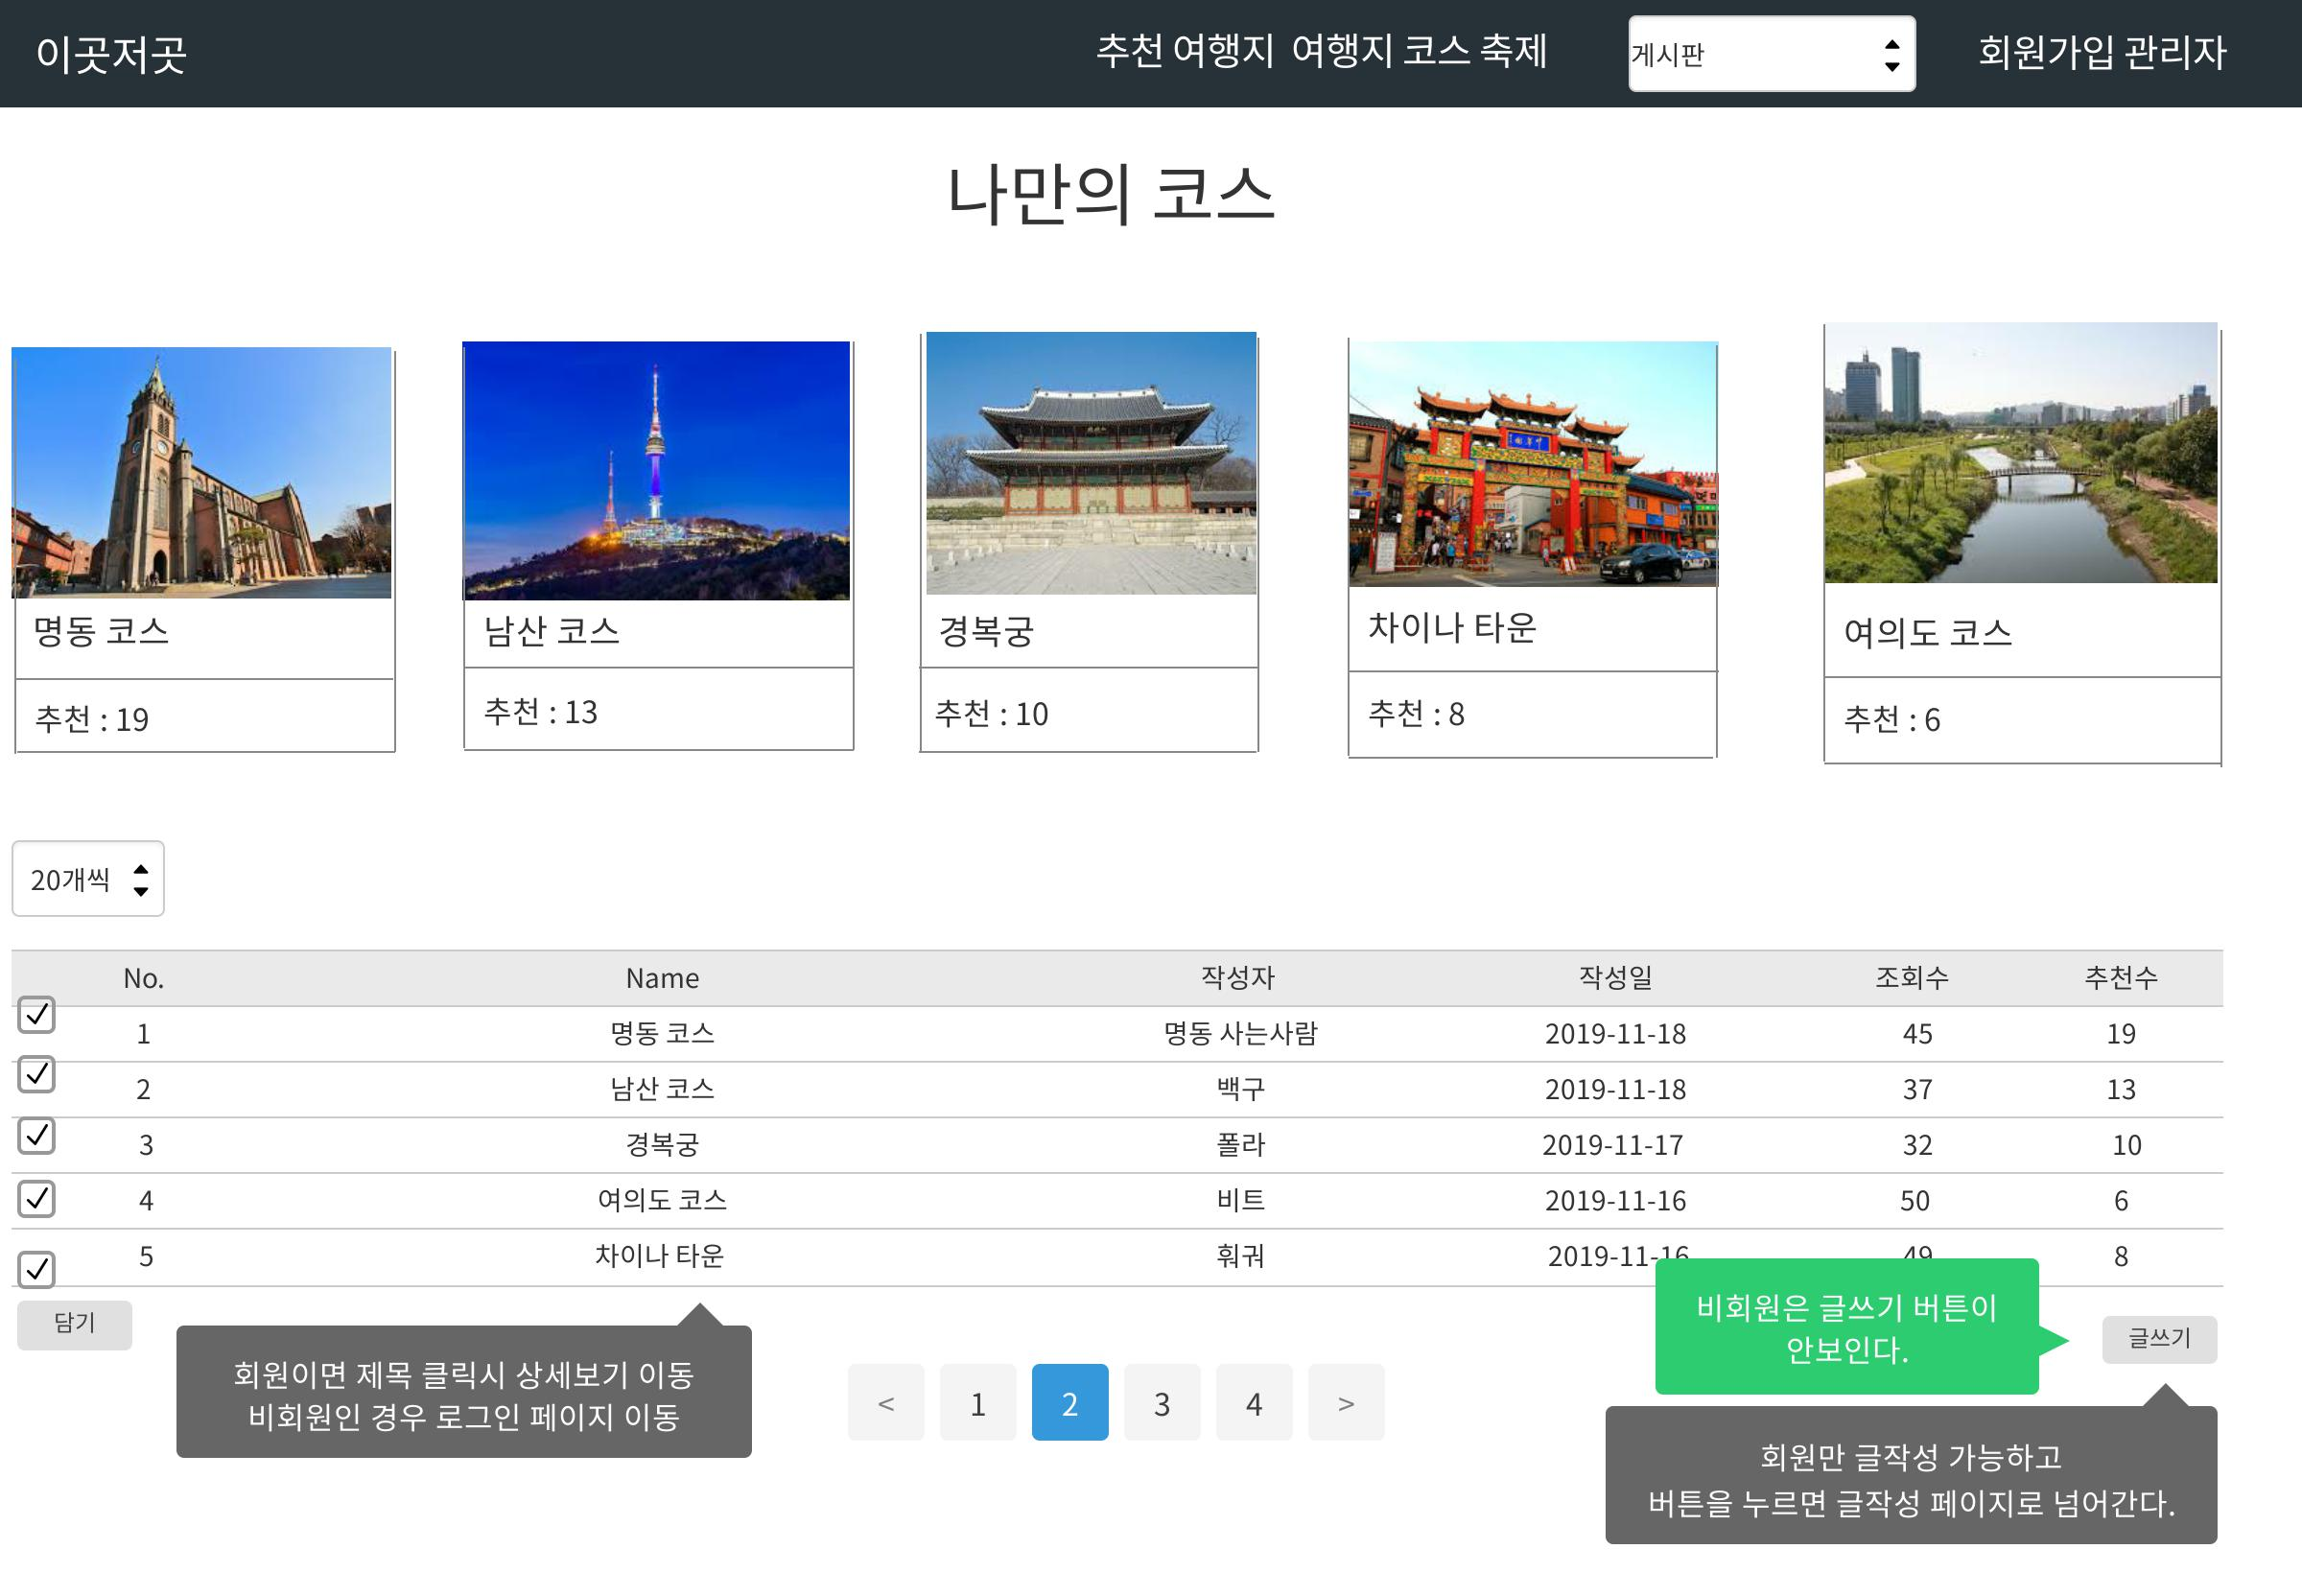 이곳저곳 추천 여행지 여행지 코스 축제 게시판 회원가입 관리자
나만의 코스
명동 코스
추천 : 19
남산 코스
추천 : 13
경복궁
추천 : 10
차이나 타운
추천 : 8
여의도 코스
추천 : 6
20개씩
No. Name 작성자 작성일 조회수 추천수
1 명동 코스 명동 사는사람 2019-11-18 45 19
2 남산 코스 백구 2019-11-18 37 13
3 경복궁 폴라 2019-11-17 32 10
4 여의도 코스 비트 2019-11-16 50 6
5 차이나 타운 훠궈 2019-11-16 49 8
담기
회원이면 제목 클릭시 상세보기 이동
비회원인 경우 로그인 페이지 이동
< 1 2 3 4 >
비회원은 글쓰기 버튼이
안보인다.
글쓰기
회원만 글작성 가능하고
버튼을 누르면 글작성 페이지로 넘어간다.